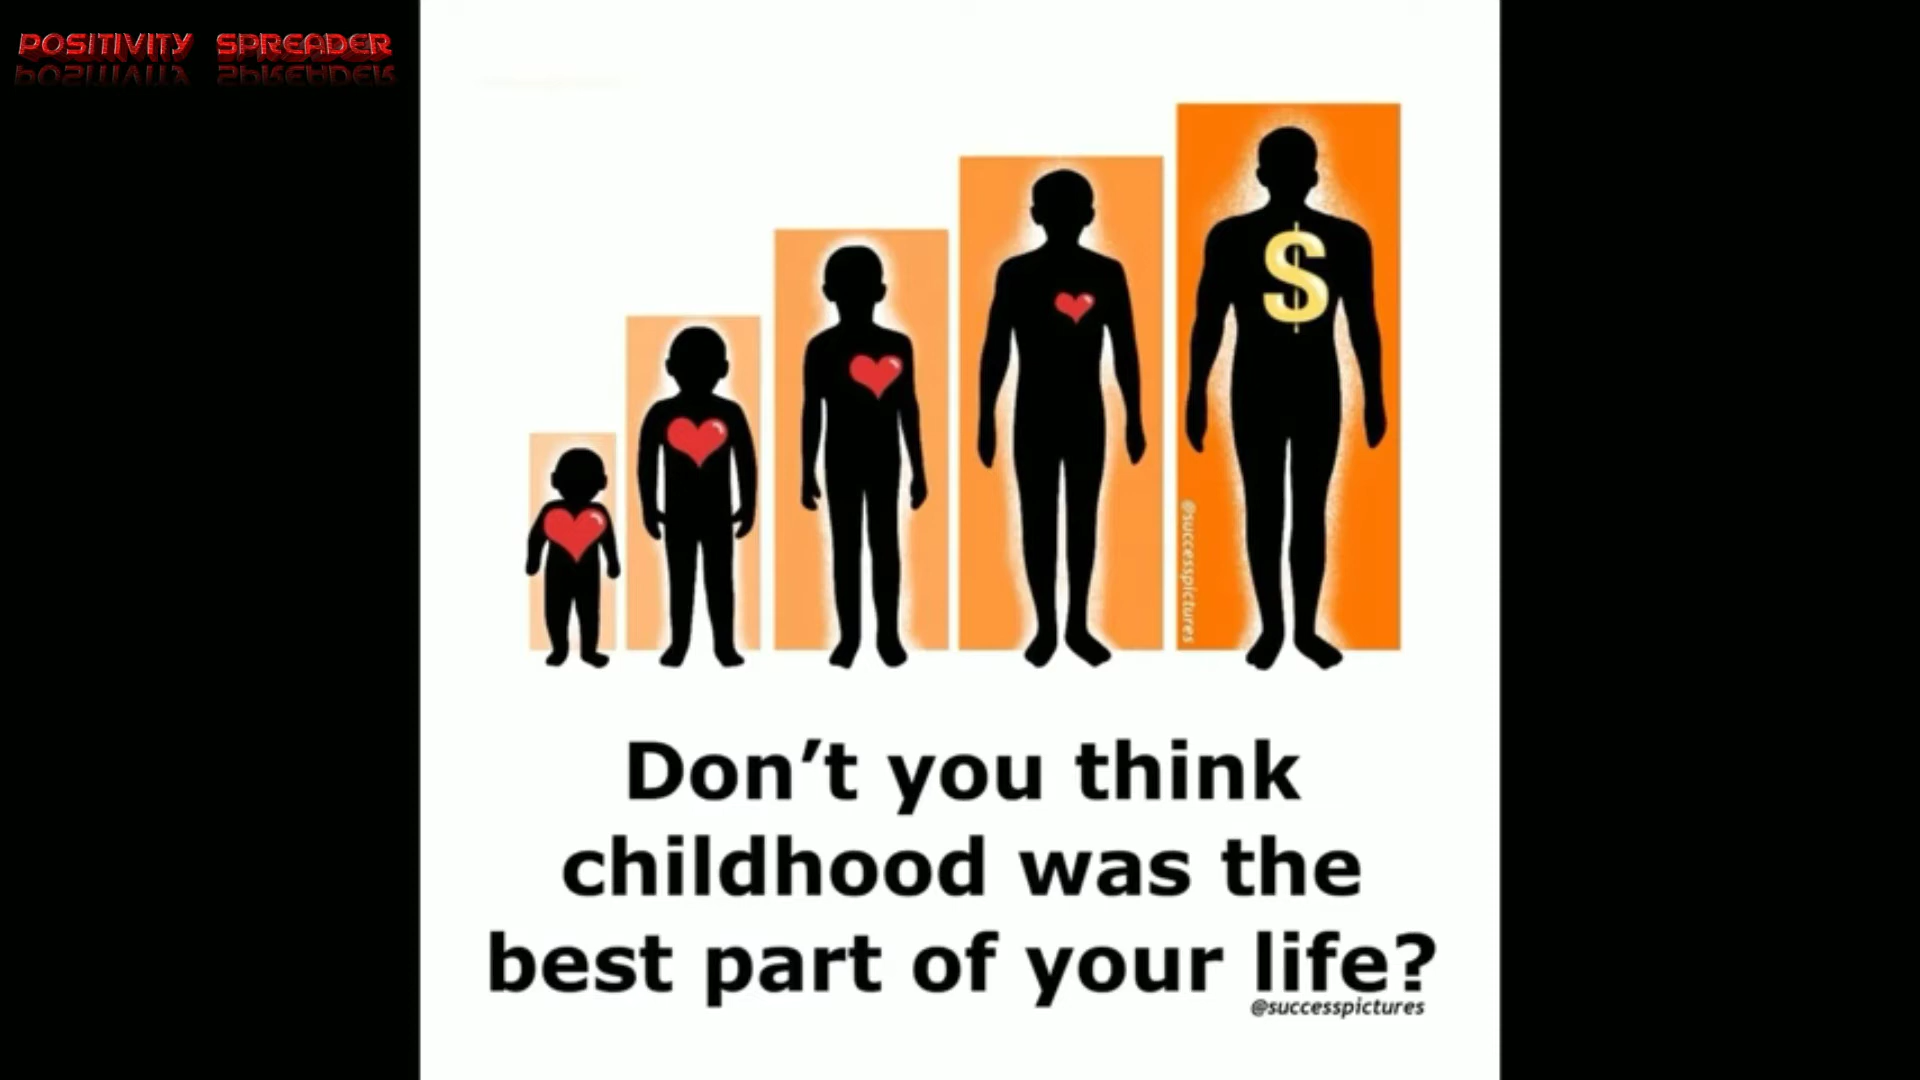 POSITIVITY SPREADER
@successpictures
Don't you think
childhood was the
best part of your life?
@successpictures